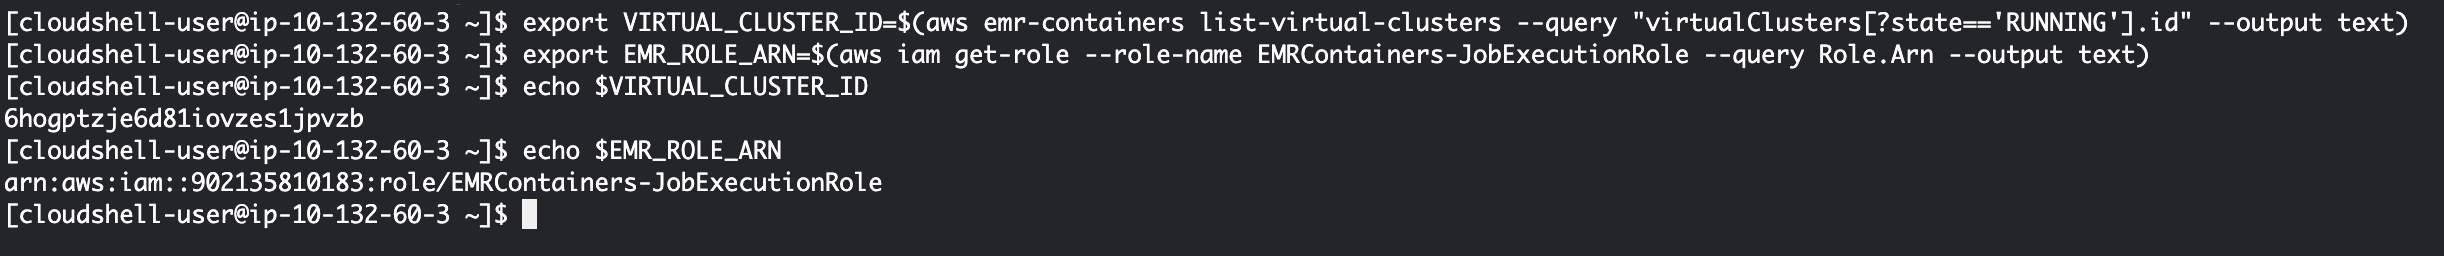 [cloudshell-user@ip-10-132-60-3 ~]$ export VIRTUAL_CLUSTER_ID=$(aws emr-containers list-virtual-clusters --query "virtualClusters[?state=='RUNNING'].id" --output text)
[cloudshell-user@ip-10-132-60-3 ~]$ export EMR_ROLE_ARN=$(aws iam get-role --role-name EMRContainers-JobExecutionRole --query Role.Arn --output text)
[cloudshell-user@ip-10-132-60-3 ~]$ echo $VIRTUAL_CLUSTER_ID
6hogptzje6d81iovzes1jpvzb
[cloudshell-user@ip-10-132-60-3 ~]$ echo $EMR_ROLE_ARN
arn:aws:iam::902135810183:role/EMRContainers-JobExecutionRole
[cloudshell-user@ip-10-132-60-3 ~]$